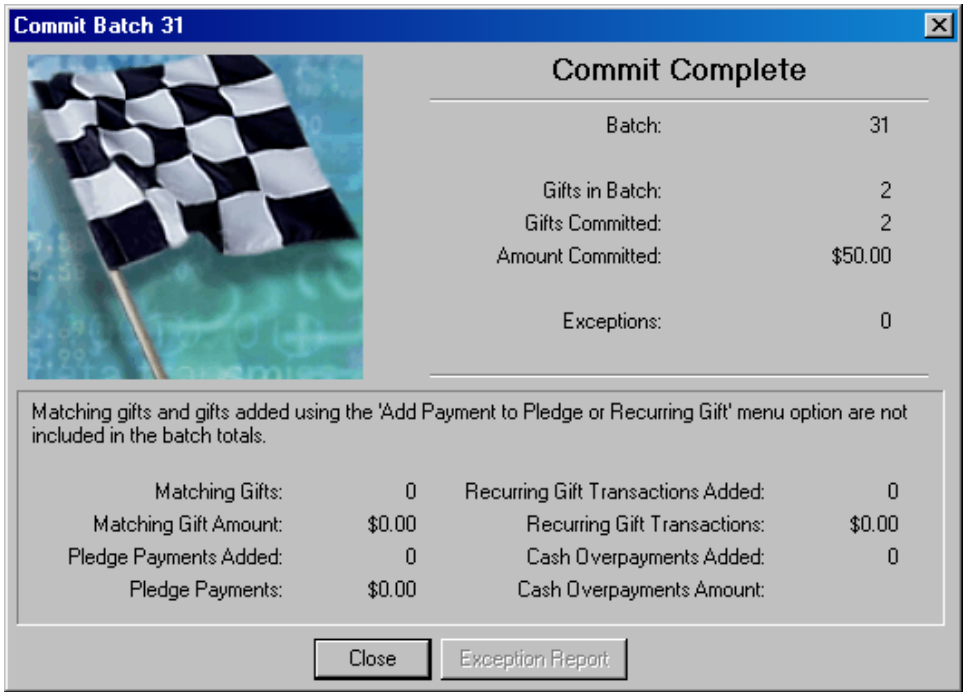 Commit Batch 31
Commit Complete
Batch: 31
Gifts in Batch: 2
Gifts Committed: 2
Amount Committed: $50.00
Exceptions: 0
Matching gifts and gifts added using the 'Add Payment to Pledge or Recurring Gift' menu option are not
included in the batch totals.
Matching Gifts: 0 Recurring Gift Transactions Added: 0
Matching Gift Amount: $0.00 Recurring Gift Transactions: $0.00
Pledge Payments Added: 0 Cash Overpayments Added: 0
Pledge Payments: $0.00 Cash Overpayments Amount:
Close Exception Report